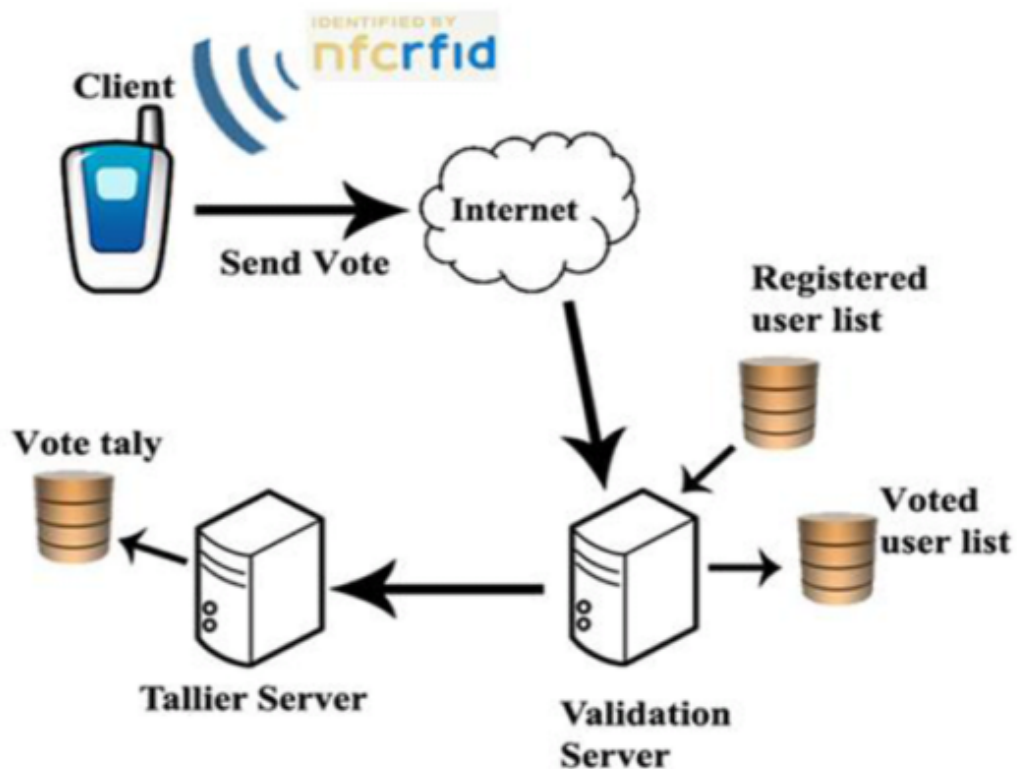 IDENTIFIED BY
nfcrfid
Client
Internet
Send Vote
Registered
user list
Vote taly
Voted
user list
Tallier Server
Validation
Server